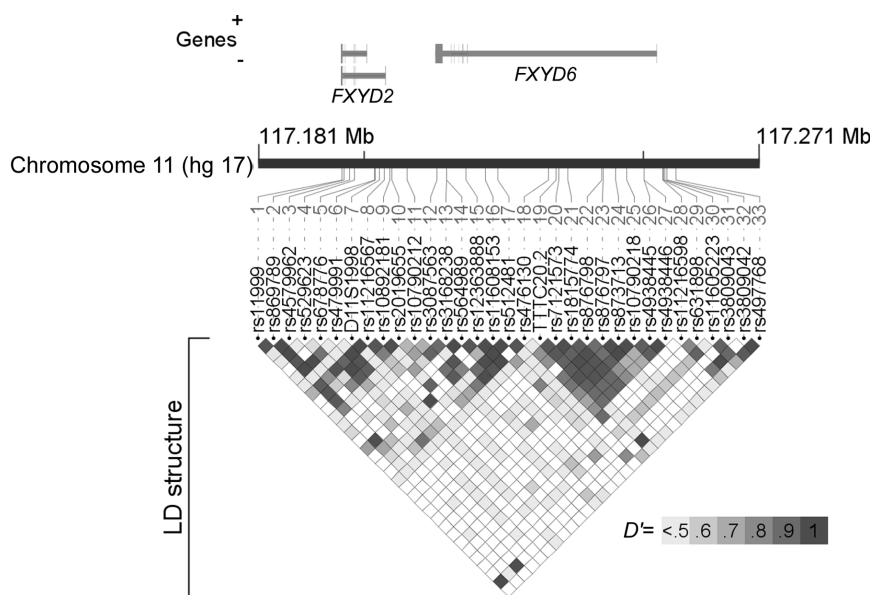 +
Genes
-
FXYD2
FXYD6
117.181 Mb
117.271 Mb
Chromosome 11 (hg 17)
1 2 3 4 5 6 7 8 9 10 11 12 13 14 15 16 17 18 19 20 21 22 23 24 25 26 27 28 29 30 31 32 33
rs11999
rs869789
rs4579962
rs529623
rs678776
rs4759991
D11S1998
rs11216567
rs10892181
rs2019655
rs10790212
rs3087563
rs3168238
rs564989
rs12363888
rs11608153
rs512481
rs476130
TTTC20.2
rs7121573
rs1815774
rs876798
rs876797
rs873713
rs10790218
rs4938445
rs4938446
rs11216598
rs631898
rs11605223
rs3809043
rs3809042
rs497768
LD structure
D'= <.5 .6 .7 .8 .9 1